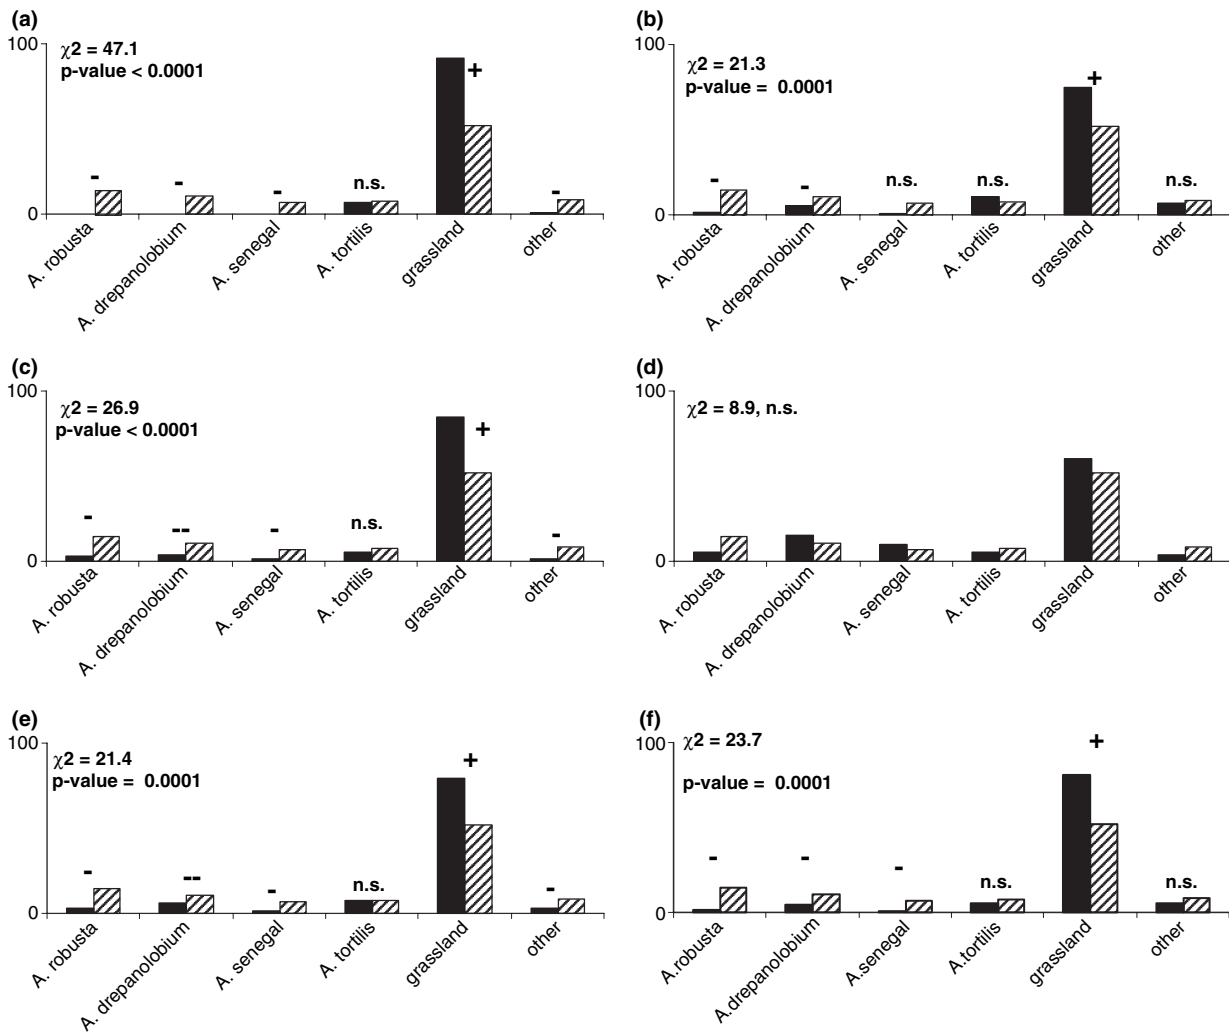 (a)
100
χ2 = 47.1
p-value < 0.0001
+
-
-
-
n.s.
-
0
A. robusta
A. drepanolobium
A. senegal
A. tortilis
grassland
other
(b)
100
χ2 = 21.3
p-value = 0.0001
+
-
-
n.s.
n.s.
n.s.
0
A. robusta
A. drepanolobium
A. senegal
A. tortilis
grassland
other
(c)
100
χ2 = 26.9
p-value < 0.0001
+
-
--
-
n.s.
-
0
A. robusta
A. drepanolobium
A. senegal
A. tortilis
grassland
other
(d)
100
χ2 = 8.9, n.s.
0
A. robusta
A. drepanolobium
A. senegal
A. tortilis
grassland
other
(e)
100
χ2 = 21.4
p-value = 0.0001
+
-
--
-
n.s.
-
0
A. robusta
A. drepanolobium
A. senegal
A. tortilis
grassland
other
(f)
100
χ2 = 23.7
p-value = 0.0001
+
-
-
-
n.s.
n.s.
0
A.robusta
A.drepanolobium
A.senegal
A.tortilis
grassland
other